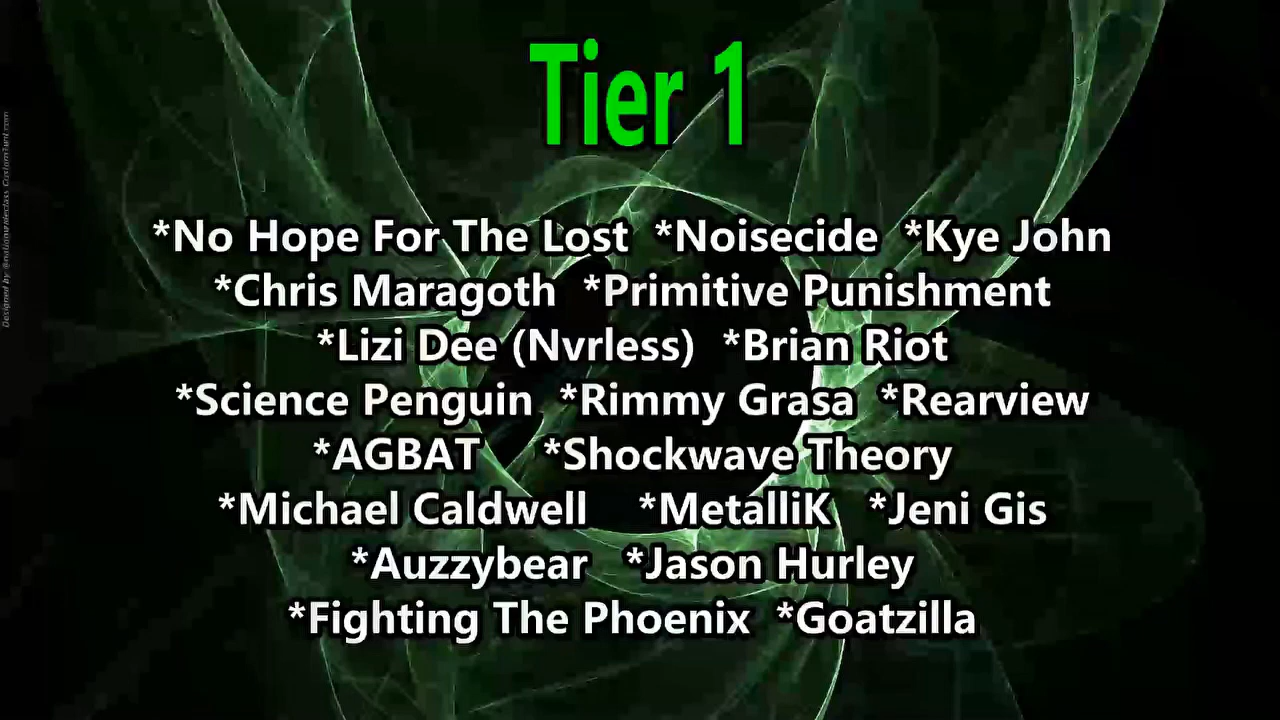 Tier 1
*No Hope For The Lost *Noisecide *Kye John
*Chris Maragoth *Primitive Punishment
*Lizi Dee (Nvrless) *Brian Riot
*Science Penguin *Rimmy Grasa *Rearview
*AGBAT *Shockwave Theory
*Michael Caldwell *MetalliK *Jeni Gis
*Auzzybear *Jason Hurley
*Fighting The Phoenix *Goatzilla
Designed by